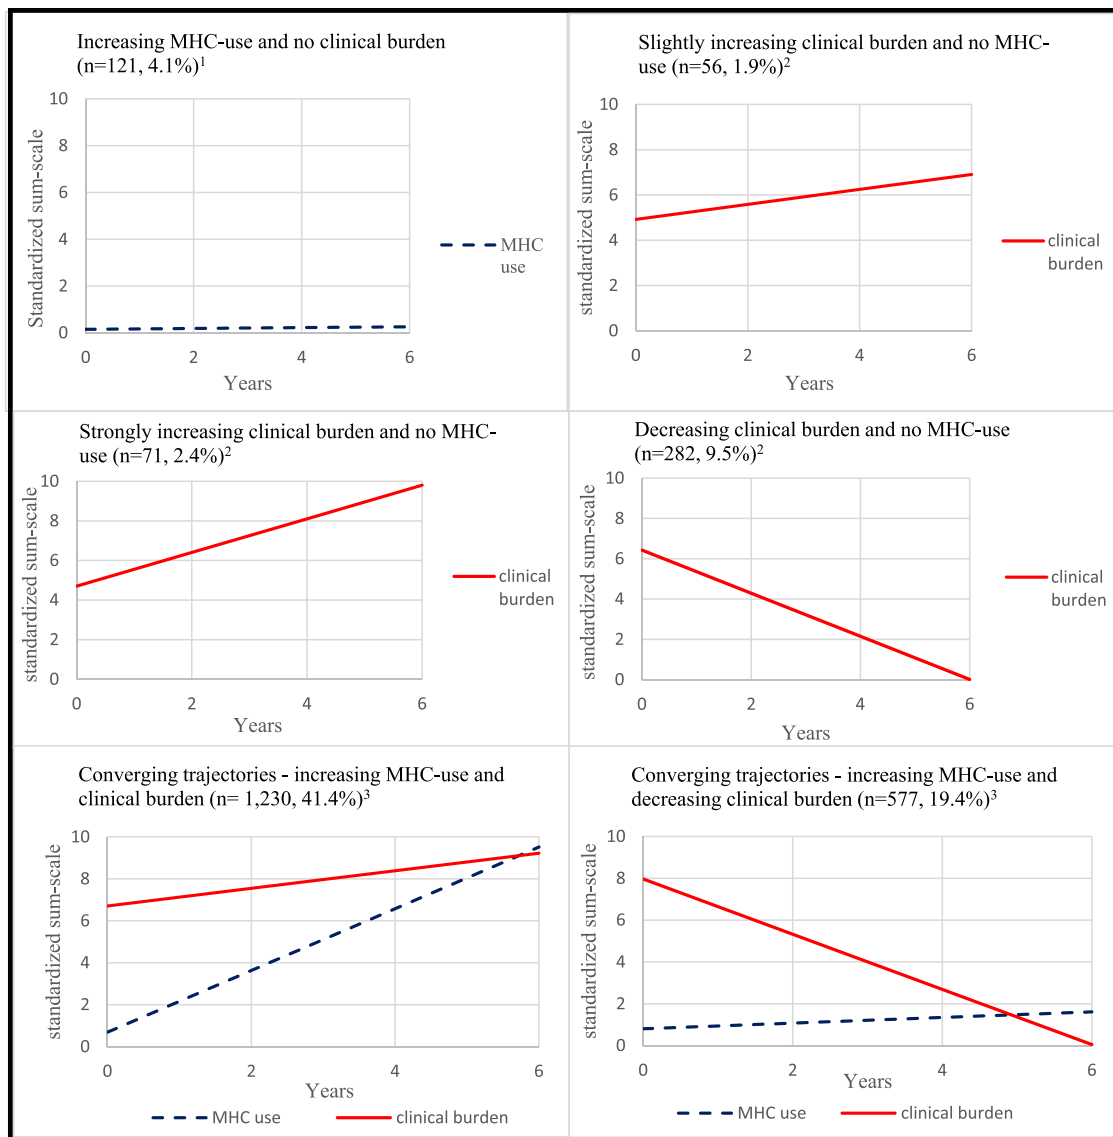 Increasing MHC-use and no clinical burden
(n=121, 4.1%)¹
Standardized sum-scale
10
8
6
4
2
0
0 2 4 6
Years
MHC
use
Slightly increasing clinical burden and no MHC-
use (n=56, 1.9%)²
standardized sum-scale
10
8
6
4
2
0
0 2 4 6
Years
clinical
burden
Strongly increasing clinical burden and no MHC-
use (n=71, 2.4%)²
standardized sum-scale
10
8
6
4
2
0
0 2 4 6
Years
clinical
burden
Decreasing clinical burden and no MHC-use
(n=282, 9.5%)²
standardized sum-scale
10
8
6
4
2
0
0 2 4 6
Years
clinical
burden
Converging trajectories - increasing MHC-use and
clinical burden (n= 1,230, 41.4%)³
standardized sum-scale
10
8
6
4
2
0
0 2 4 6
Years
MHC use clinical burden
Converging trajectories - increasing MHC-use and
decreasing clinical burden (n=577, 19.4%)³
standardized sum-scale
10
8
6
4
2
0
0 2 4 6
Years
MHC use clinical burden